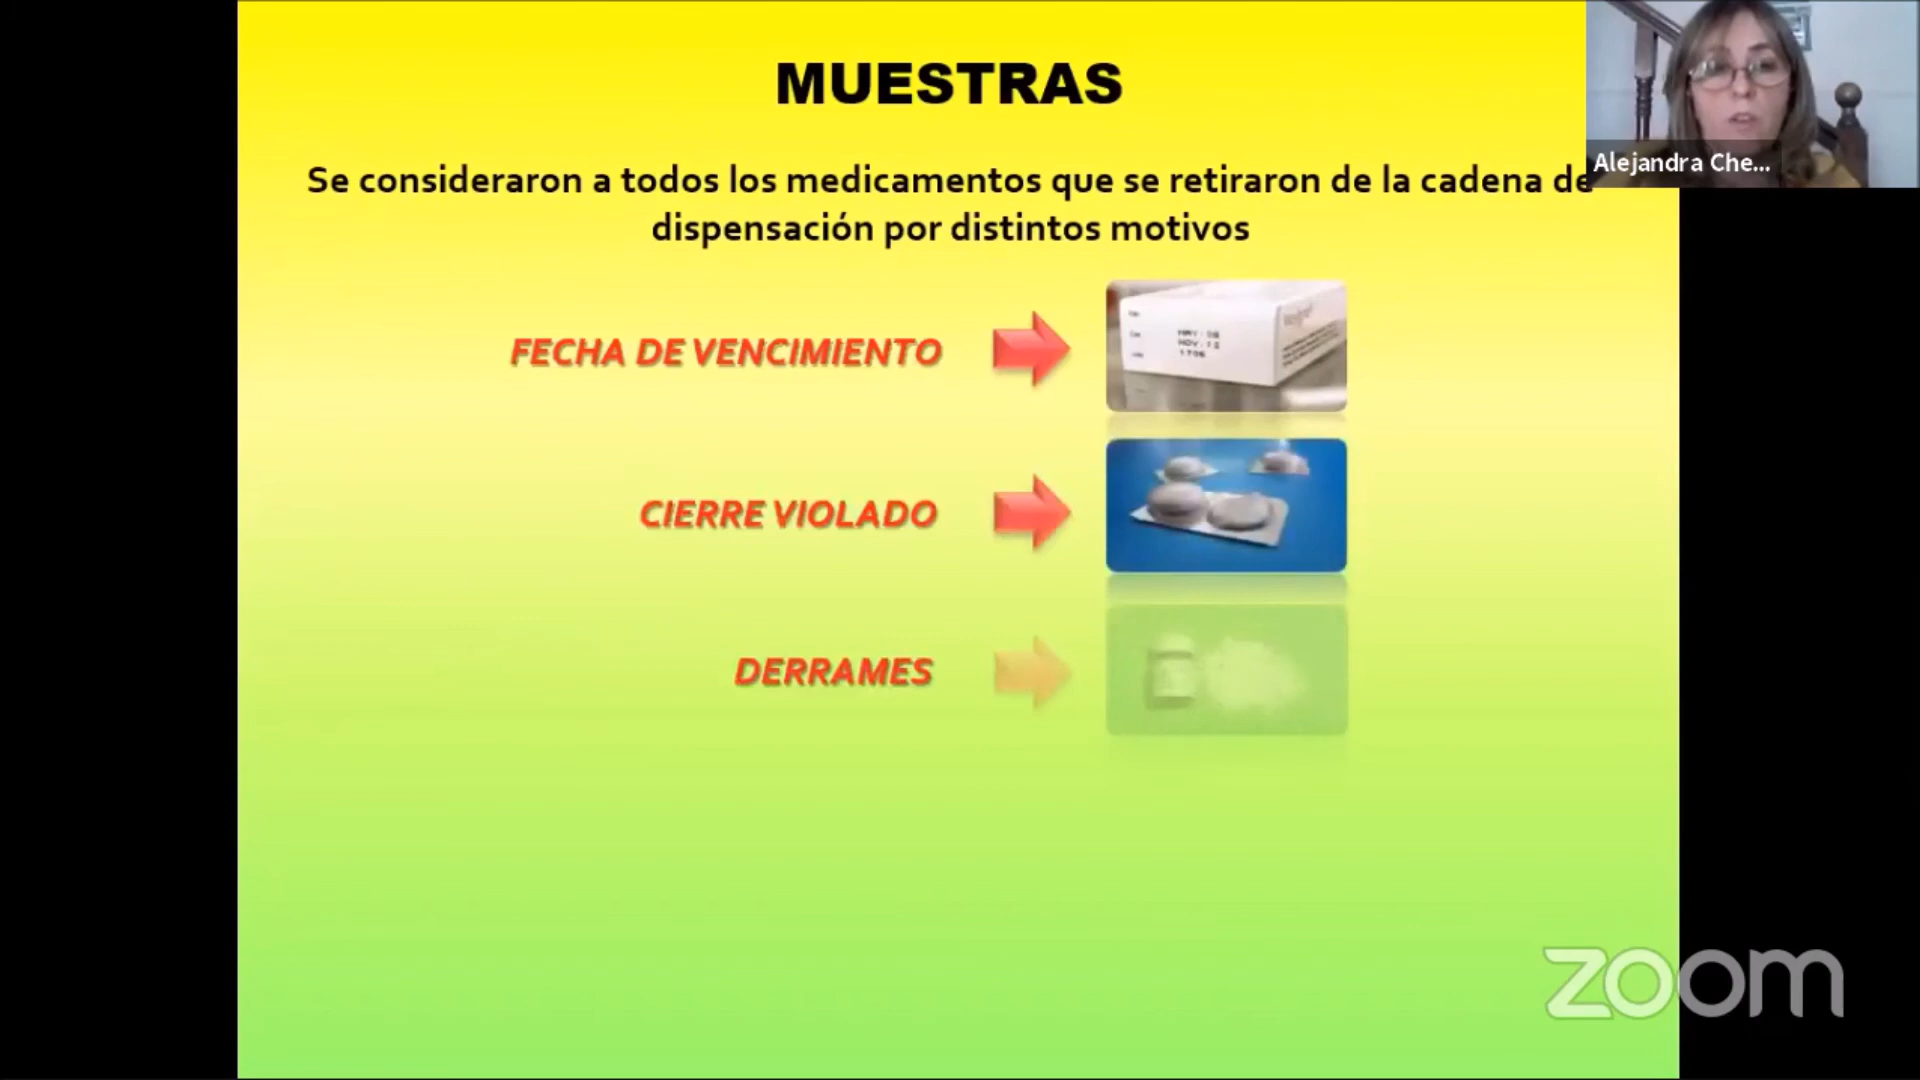 MUESTRAS
Alejandra Che...
Se consideraron a todos los medicamentos que se retiraron de la cadena de
dispensación por distintos motivos
FECHA DE VENCIMIENTO
CIERRE VIOLADO
DERRAMES
zoom